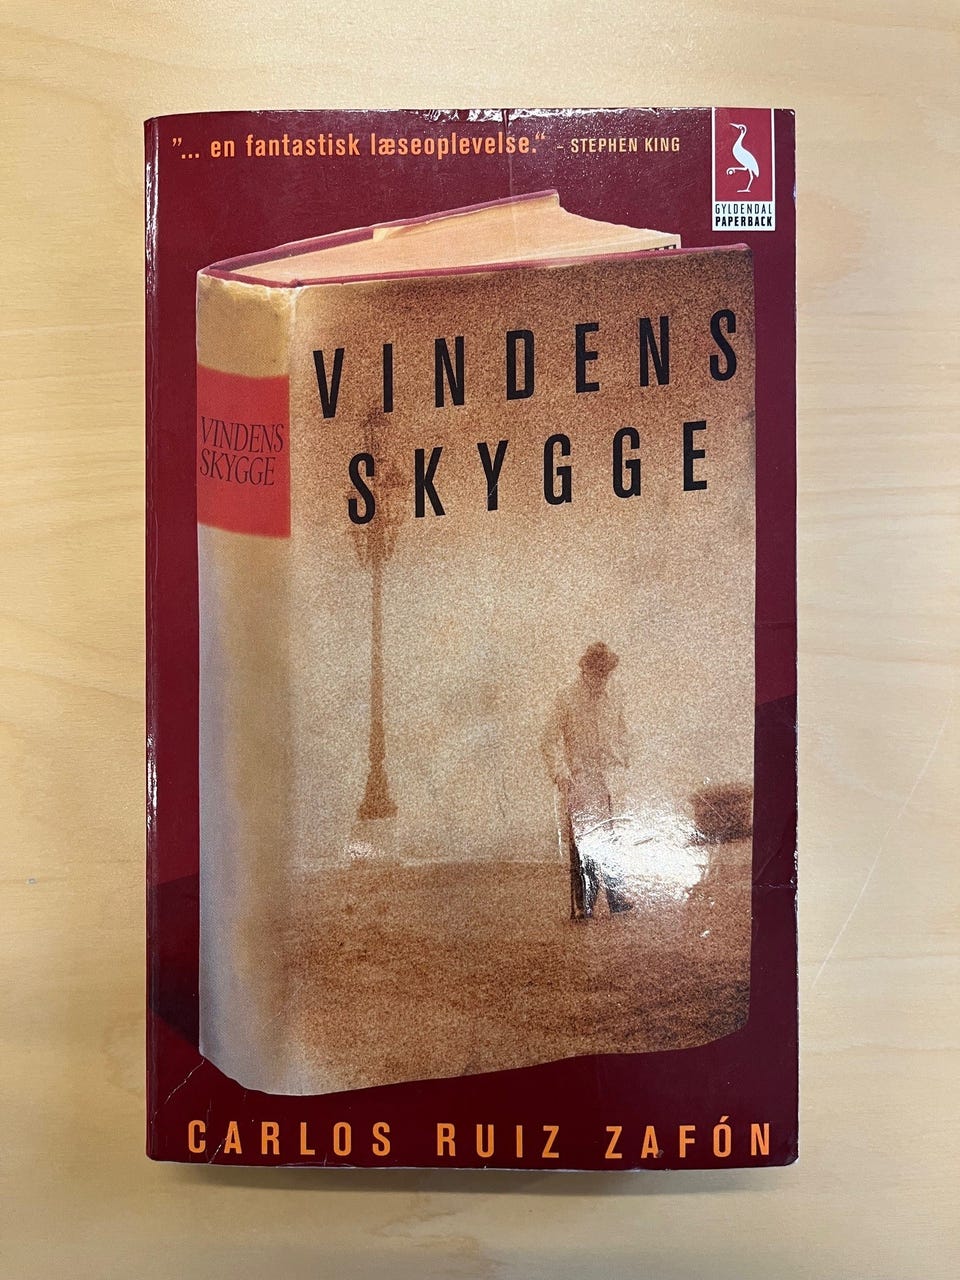 "... en fantastisk læseoplevelse." - STEPHEN KING
GYLDENDAL
PAPERBACK
VINDENS
SKYGGE
VINDENS
SKYGGE
CARLOS RUIZ ZAFÓN